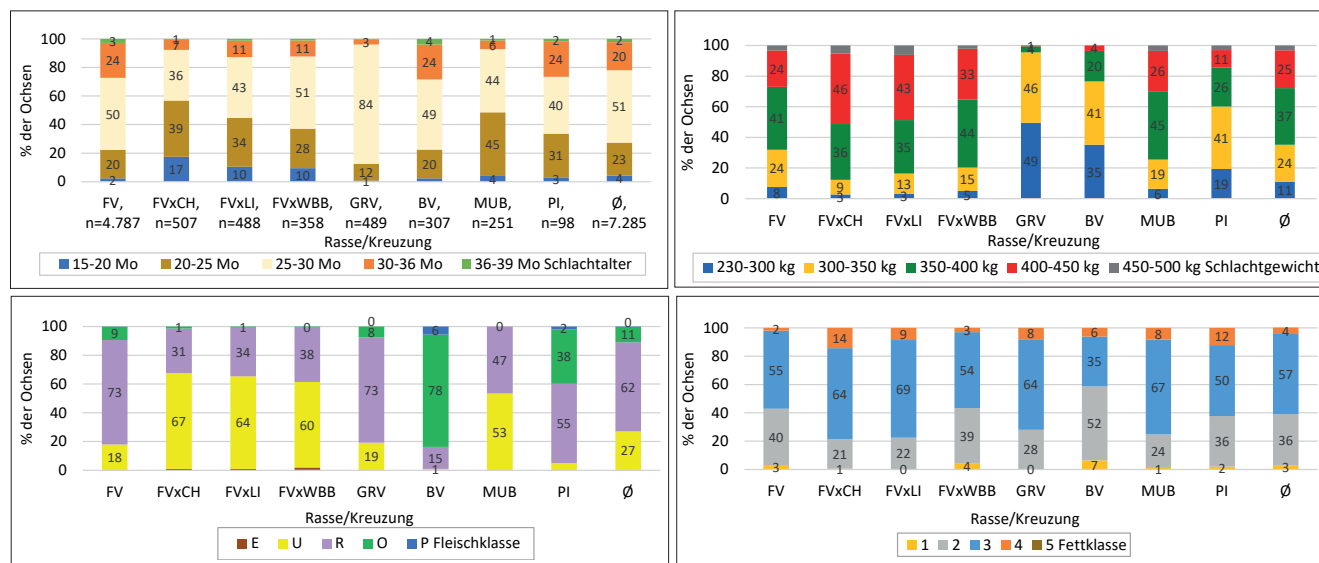 % der Ochsen
100
80
60
40
20
0
3 1 4 1 2 2
24 7 11 11 3 24 6 24 20
50 36 43 51 84 49 44 40 51
20 39 34 28 12 20 45 31 23
2 17 10 10 1 4 3 4
FV, FVxCH, FVxLI, FVxWBB, GRV, BV, MUB, PI, Ø,
n=4.787 n=507 n=488 n=358 n=489 n=307 n=251 n=98 n=7.285
Rasse/Kreuzung
15-20 Mo 20-25 Mo 25-30 Mo 30-36 Mo 36-39 Mo Schlachtalter
% der Ochsen
100
80
60
40
20
0
24 46 43 33 1 4 26 11 25
41 36 35 44 4 20 45 26 37
24 9 13 15 46 41 19 41 24
8 3 3 5 49 35 6 19 11
FV FVxCH FVxLI FVxWBB GRV BV MUB PI Ø
Rasse/Kreuzung
230-300 kg 300-350 kg 350-400 kg 400-450 kg 450-500 kg Schlachtgewicht
% der Ochsen
100
80
60
40
20
0
0 6 2 0
9 1 1 0 8 78 0 38 11
73 31 34 38 73 15 47 55 62
18 67 64 60 19 1 53 27
FV FVxCH FVxLI FVxWBB GRV BV MUB PI Ø
Rasse/Kreuzung
E U R O P Fleischklasse
% der Ochsen
100
80
60
40
20
0
2 14 9 3 8 6 8 12 4
55 64 69 54 64 35 67 50 57
40 21 22 39 28 52 24 36 36
3 1 0 4 0 7 1 2 3
FV FVxCH FVxLI FVxWBB GRV BV MUB PI Ø
Rasse/Kreuzung
1 2 3 4 5 Fettklasse